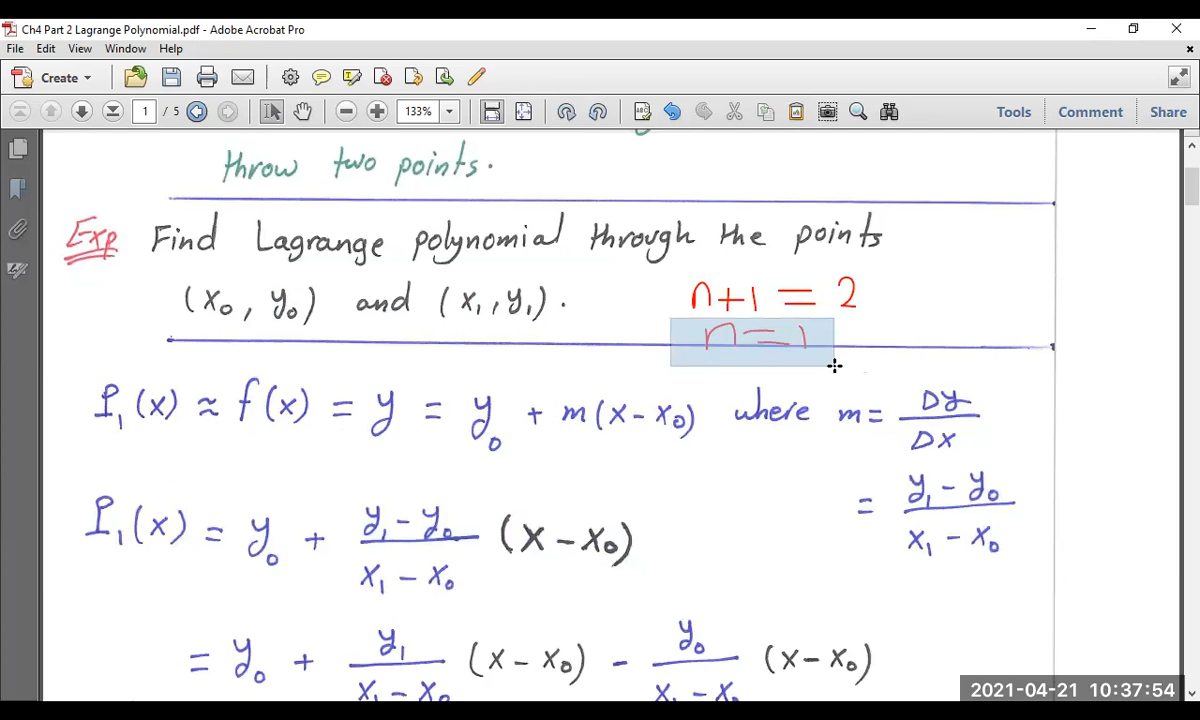 Ch4 Part 2 Lagrange Polynomial.pdf - Adobe Acrobat Pro
File Edit View Window Help
Create
1 / 5 133% Tools Comment Share
throw two points.
Exp Find Lagrange polynomial through the points
(x₀, y₀) and (x₁, y₁). n+1 = 2
n = 1
P₁(x) ≈ f(x) = y = y₀ + m(x - x₀) where m = Δy/Δx
= (y₁ - y₀)/(x₁ - x₀)
P₁(x) = y₀ + (y₁ - y₀)/(x₁ - x₀) (x - x₀)
= y₀ + y₁/(x₁ - x₀) (x - x₀) - y₀/(x₁ - x₀) (x - x₀)
2021-04-21 10:37:54